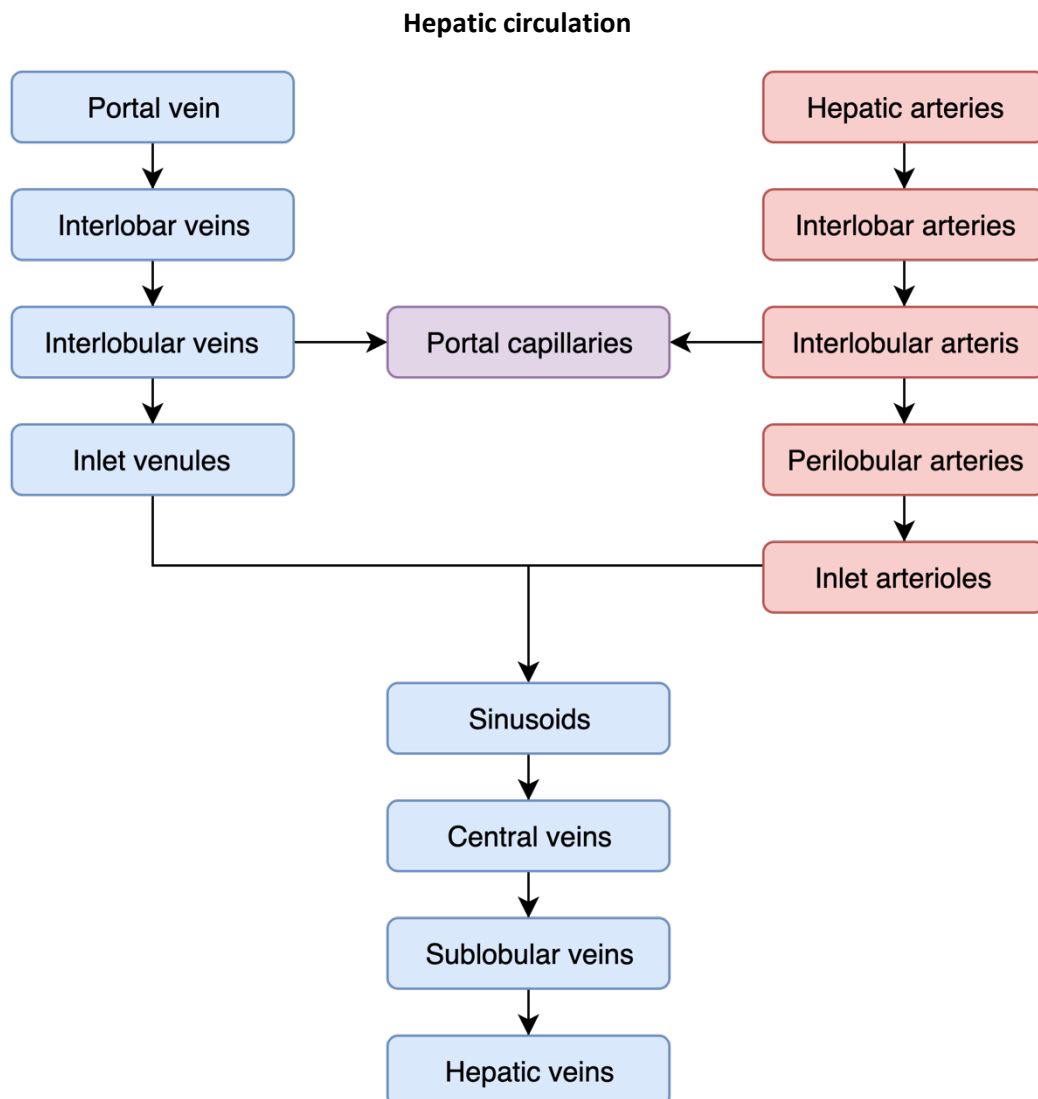 Hepatic circulation
Portal vein
Hepatic arteries
Interlobar veins
Interlobar arteries
Interlobular veins
Portal capillaries
Interlobular arteris
Inlet venules
Perilobular arteries
Inlet arterioles
Sinusoids
Central veins
Sublobular veins
Hepatic veins